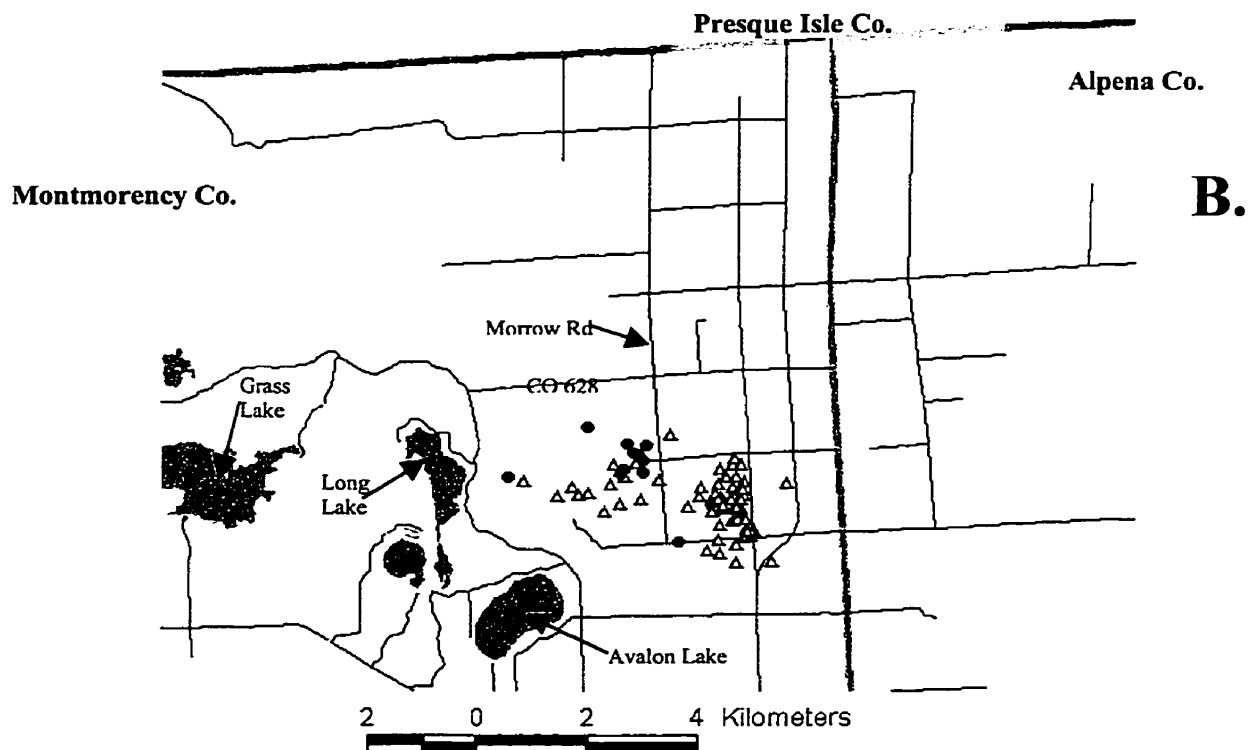 Presque Isle Co.
Alpena Co.
Montmorency Co.
B.
Morrow Rd
CO 628
Grass
Lake
Long
Lake
Avalon Lake
2 0 2 4 Kilometers